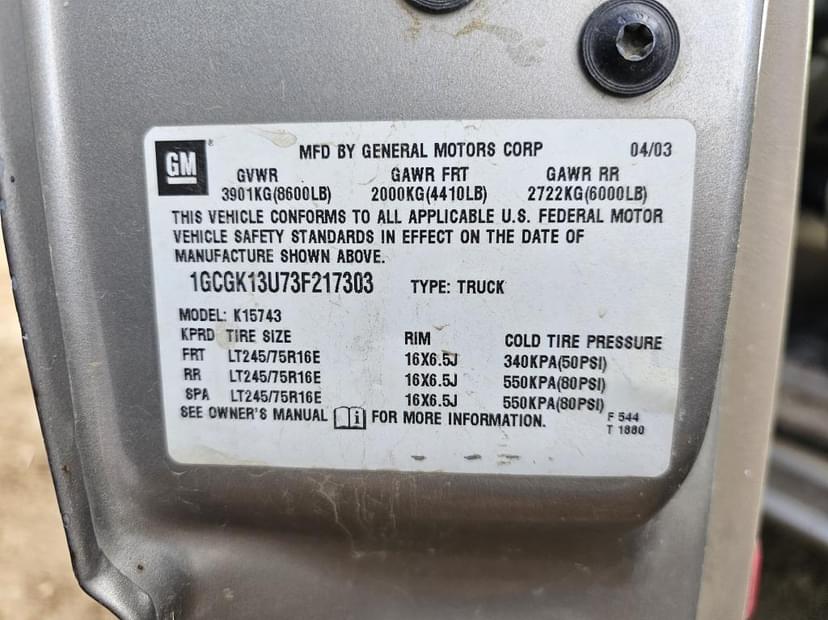 GM® MFD BY GENERAL MOTORS CORP 04/03
GVWR GAWR FRT GAWR RR
3901KG(8600LB) 2000KG(4410LB) 2722KG(6000LB)
THIS VEHICLE CONFORMS TO ALL APPLICABLE U.S. FEDERAL MOTOR
VEHICLE SAFETY STANDARDS IN EFFECT ON THE DATE OF
MANUFACTURE SHOWN ABOVE.
1GCGK13U73F217303 TYPE: TRUCK
MODEL: K15743
KPRD TIRE SIZE RIM COLD TIRE PRESSURE
FRT LT245/75R16E 16X6.5J 340KPA(50PSI)
RR LT245/75R16E 16X6.5J 550KPA(80PSI)
SPA LT245/75R16E 16X6.5J 550KPA(80PSI)
SEE OWNER'S MANUAL i FOR MORE INFORMATION.
F 544
T 1880